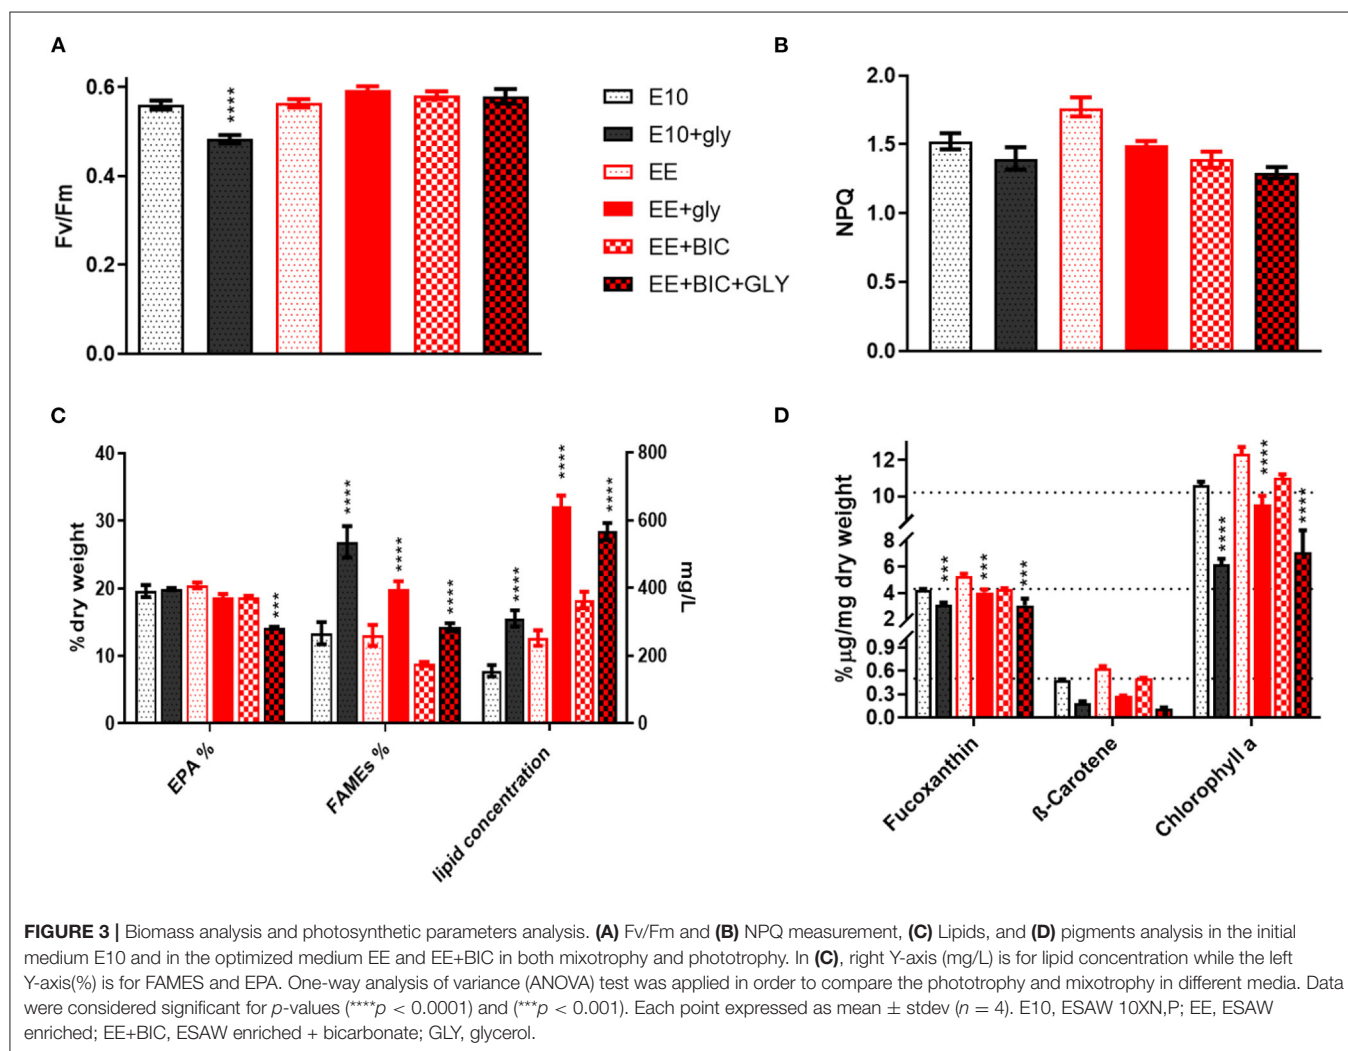 A
Fv/Fm
0.6
0.4
0.2
0.0
****
E10
E10+gly
EE
EE+gly
EE+BIC
EE+BIC+GLY
B
NPQ
2.0
1.5
1.0
0.5
0.0
C
% dry weight
40
30
20
10
0
***
****
****
****
****
****
****
800
600
400
200
0
mg/L
EPA %
FAMEs %
lipid concentration
D
% µg/mg dry weight
12
10
8
6
4
2
0.9
0.6
0.3
0.0
***
***
***
****
****
****
Fucoxanthin
ß-Carotene
Chlorophyll a
FIGURE 3 | Biomass analysis and photosynthetic parameters analysis. (A) Fv/Fm and (B) NPQ measurement, (C) Lipids, and (D) pigments analysis in the initial
medium E10 and in the optimized medium EE and EE+BIC in both mixotrophy and phototrophy. In (C), right Y-axis (mg/L) is for lipid concentration while the left
Y-axis(%) is for FAMES and EPA. One-way analysis of variance (ANOVA) test was applied in order to compare the phototrophy and mixotrophy in different media. Data
were considered significant for p-values (****p < 0.0001) and (***p < 0.001). Each point expressed as mean ± stdev (n = 4). E10, ESAW 10XN,P; EE, ESAW
enriched; EE+BIC, ESAW enriched + bicarbonate; GLY, glycerol.